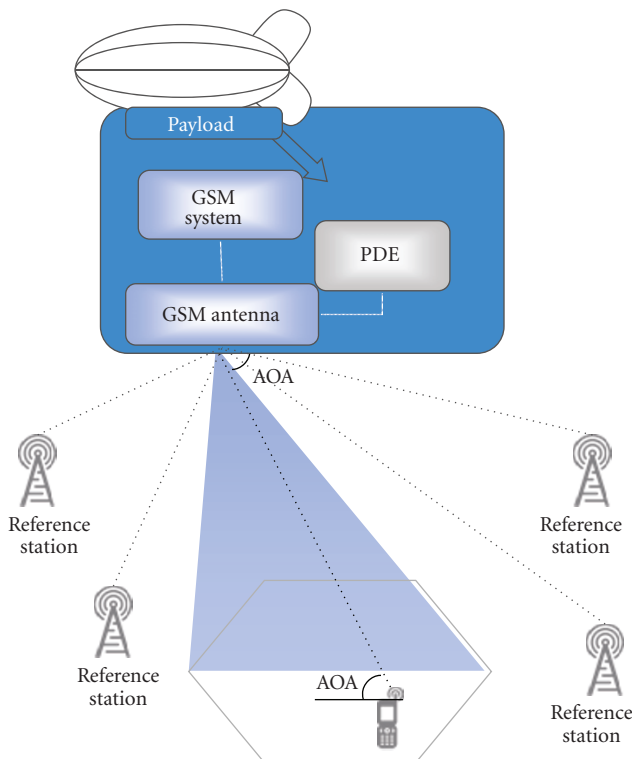 Payload
GSM
system
PDE
GSM antenna
AOA
Reference
station
Reference
station
Reference
station
Reference
station
AOA